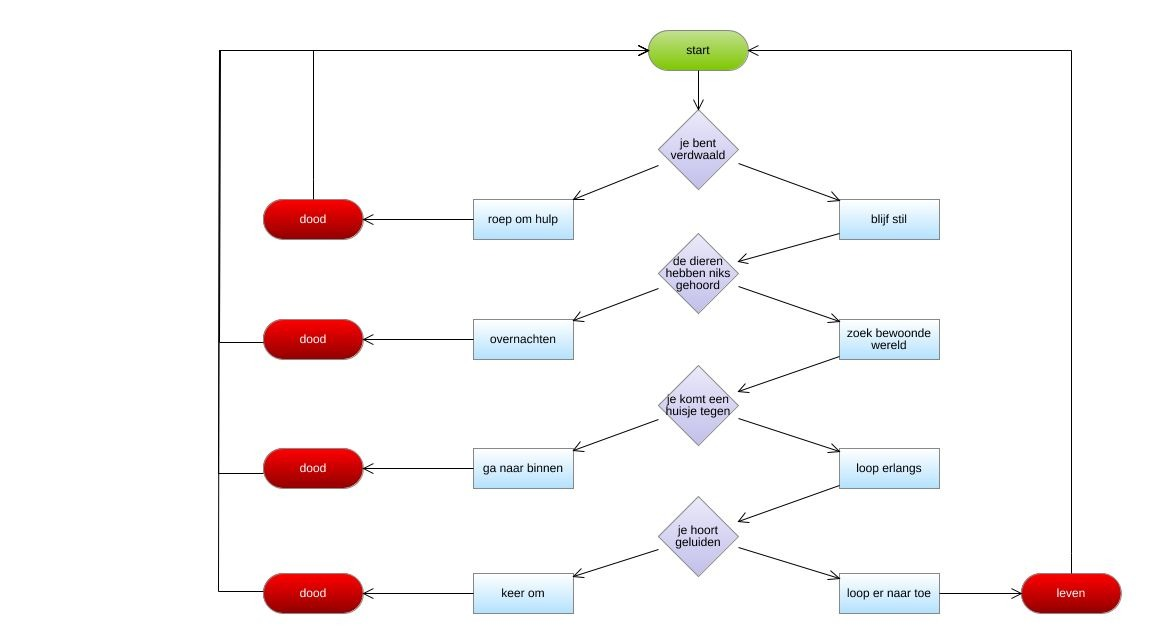 start
je bent
verdwaald
dood
roep om hulp
blijf stil
de dieren
hebben niks
gehoord
dood
overnachten
zoek bewoonde
wereld
je komt een
huisje tegen
dood
ga naar binnen
loop erlangs
je hoort
geluiden
dood
keer om
loop er naar toe
leven